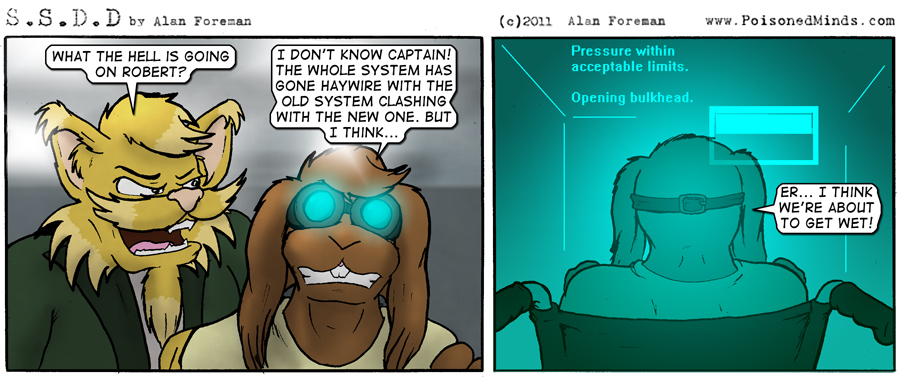 S.S.D.D by Alan Foreman
(c)2011 Alan Foreman www.PoisonedMinds.com
WHAT THE HELL IS GOING
ON ROBERT?
I DON'T KNOW CAPTAIN!
THE WHOLE SYSTEM HAS
GONE HAYWIRE WITH THE
OLD SYSTEM CLASHING
WITH THE NEW ONE. BUT
I THINK...
Pressure within
acceptable limits.
Opening bulkhead.
ER... I THINK
WE'RE ABOUT
TO GET WET!